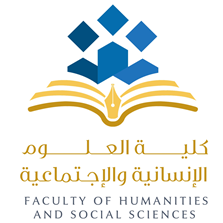 كلية العلوم
الإنسانية والإجتماعية
FACULTY OF HUMANITIES
AND SOCIAL SCIENCES